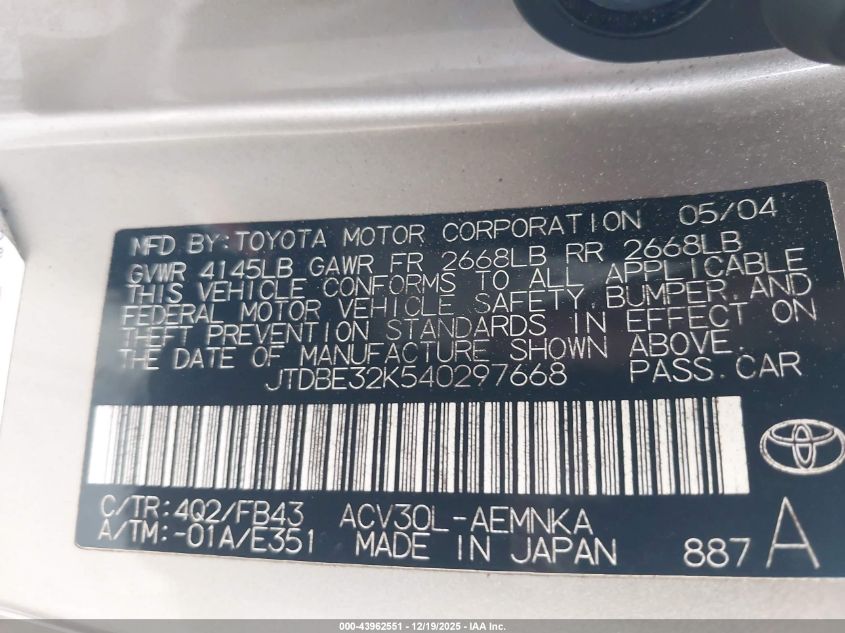 MFD BY: TOYOTA MOTOR CORPORATION 05/04
GVWR 4145LB GAWR FR 2668LB RR 2668LB
THIS VEHICLE CONFORMS TO ALL APPLICABLE
FEDERAL MOTOR VEHICLE SAFETY, BUMPER, AND
THEFT PREVENTION STANDARDS IN EFFECT ON
THE DATE OF MANUFACTURE SHOWN ABOVE.
JTDBE32K540297668 PASS.CAR
C/TR:4Q2/FB43 ACV30L-AEMNKA
A/TM:-01A/E351 MADE IN JAPAN 887 A
000-43962551 - 12/19/2025 - IAA Inc.